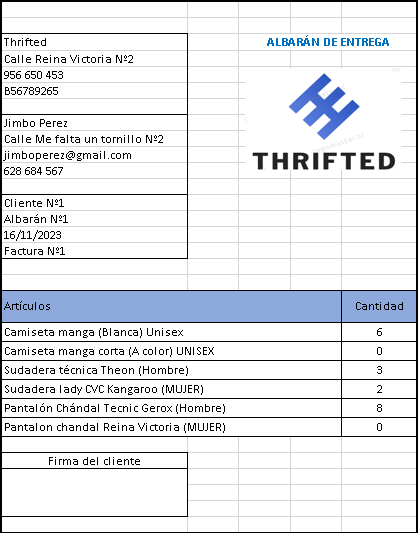 Thrifted
ALBARÁN DE ENTREGA
Calle Reina Victoria Nº2
956 650 453
B56789265
Jimbo Perez
Calle Me falta un tornillo Nº2
jimboperez@gmail.com
628 684 567
THRIFTED
Cliente Nº1
Albarán Nº1
16/11/2023
Factura Nº1
Artículos Cantidad
Camiseta manga (Blanca) Unisex 6
Camiseta manga corta (A color) UNISEX 0
Sudadera técnica Theon (Hombre) 3
Sudadera lady CVC Kangaroo (MUJER) 2
Pantalón Chándal Tecnic Gerox (Hombre) 8
Pantalon chandal Reina Victoria (MUJER) 0
Firma del cliente